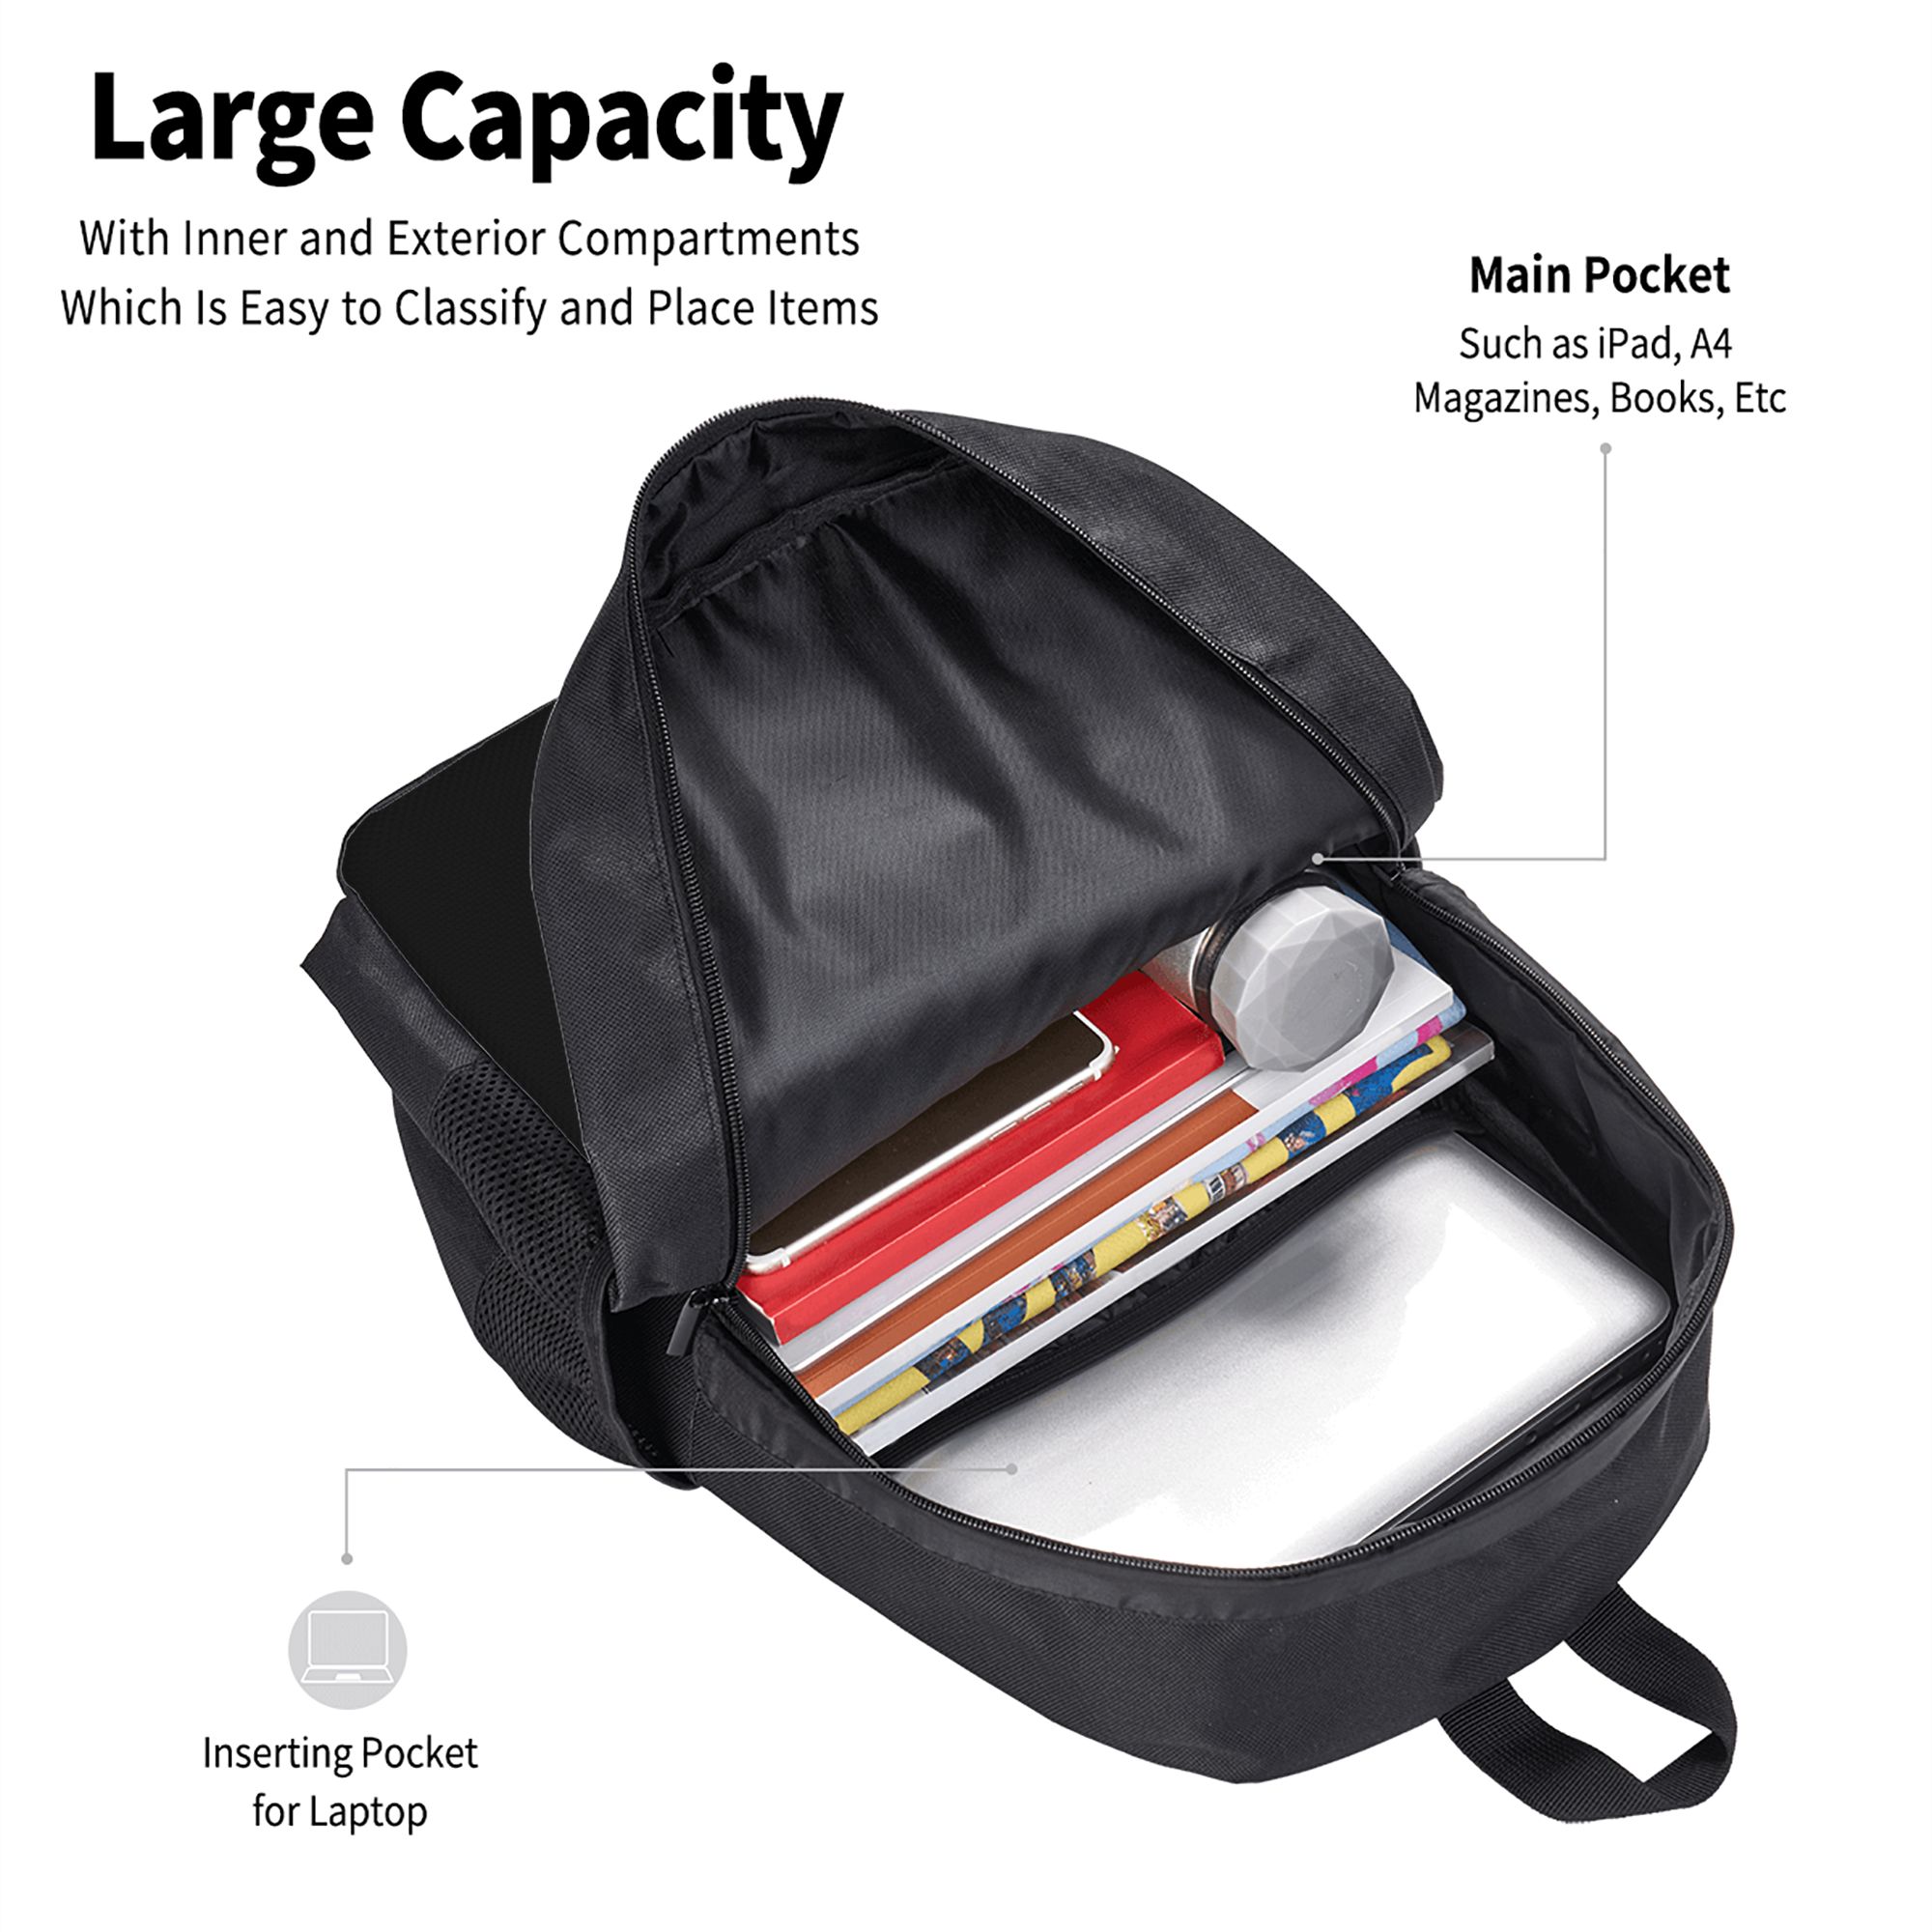 Large Capacity
With Inner and Exterior Compartments
Which Is Easy to Classify and Place Items
Main Pocket
Such as iPad, A4
Magazines, Books, Etc
Inserting Pocket
for Laptop